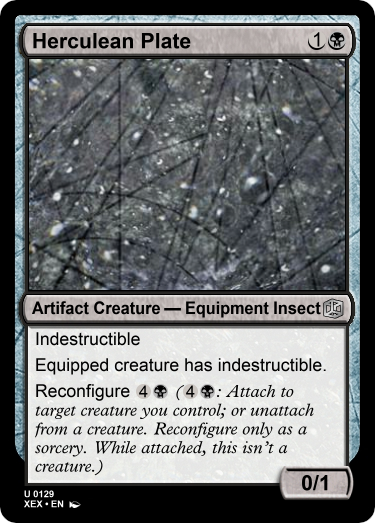 Herculean Plate 1
Artifact Creature — Equipment Insect
Indestructible
Equipped creature has indestructible.
Reconfigure 4 (4 : Attach to
target creature you control; or unattach
from a creature. Reconfigure only as a
sorcery. While attached, this isn't a
creature.)
0/1
U 0129
XEX • EN